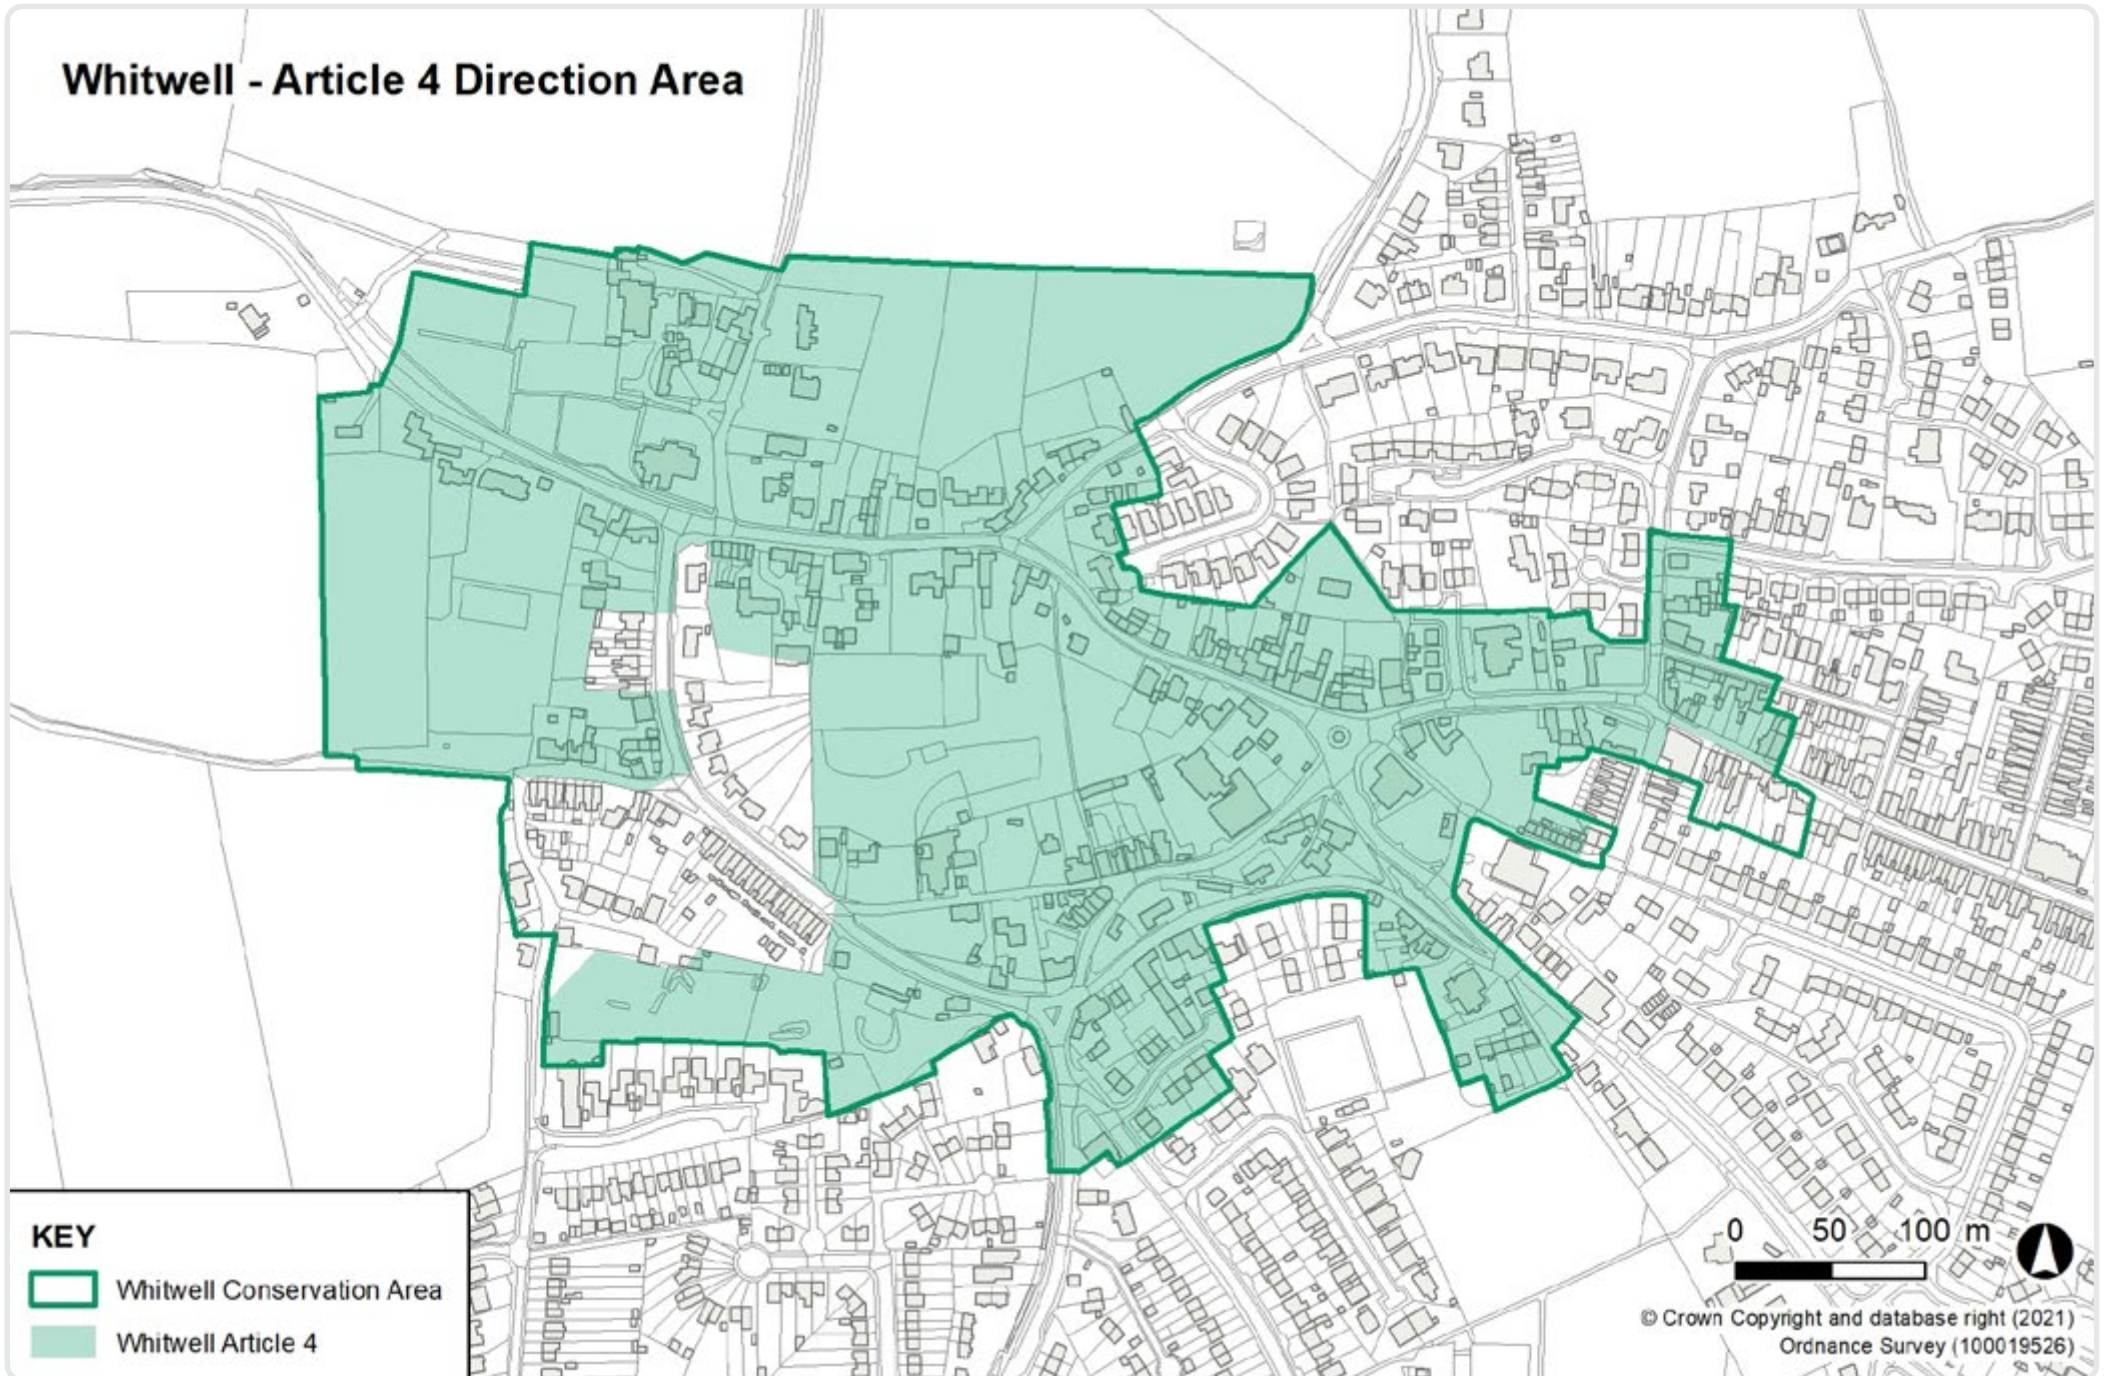 Whitwell - Article 4 Direction Area
KEY
Whitwell Conservation Area
Whitwell Article 4
0 50 100 m
© Crown Copyright and database right (2021)
Ordnance Survey (100019526)